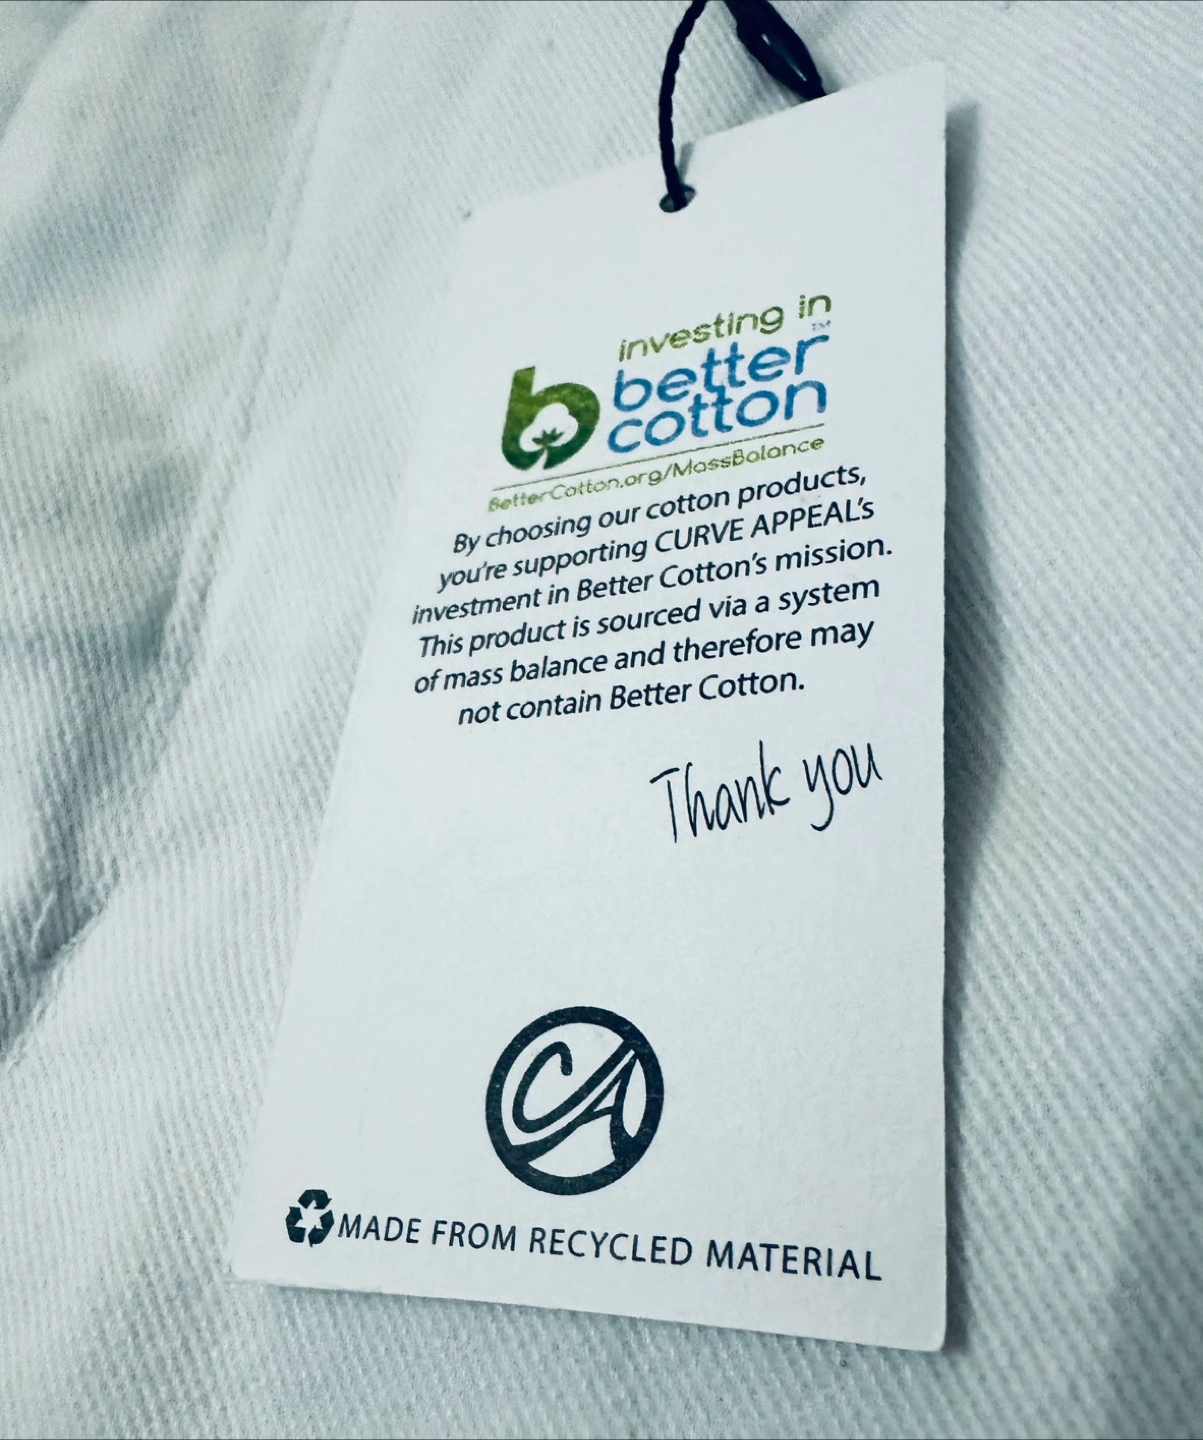 investing in
better™
cotton
BetterCotton.org/MassBalance
By choosing our cotton products,
you're supporting CURVE APPEAL's
investment in Better Cotton's mission.
This product is sourced via a system
of mass balance and therefore may
not contain Better Cotton.
Thank you
CA
MADE FROM RECYCLED MATERIAL